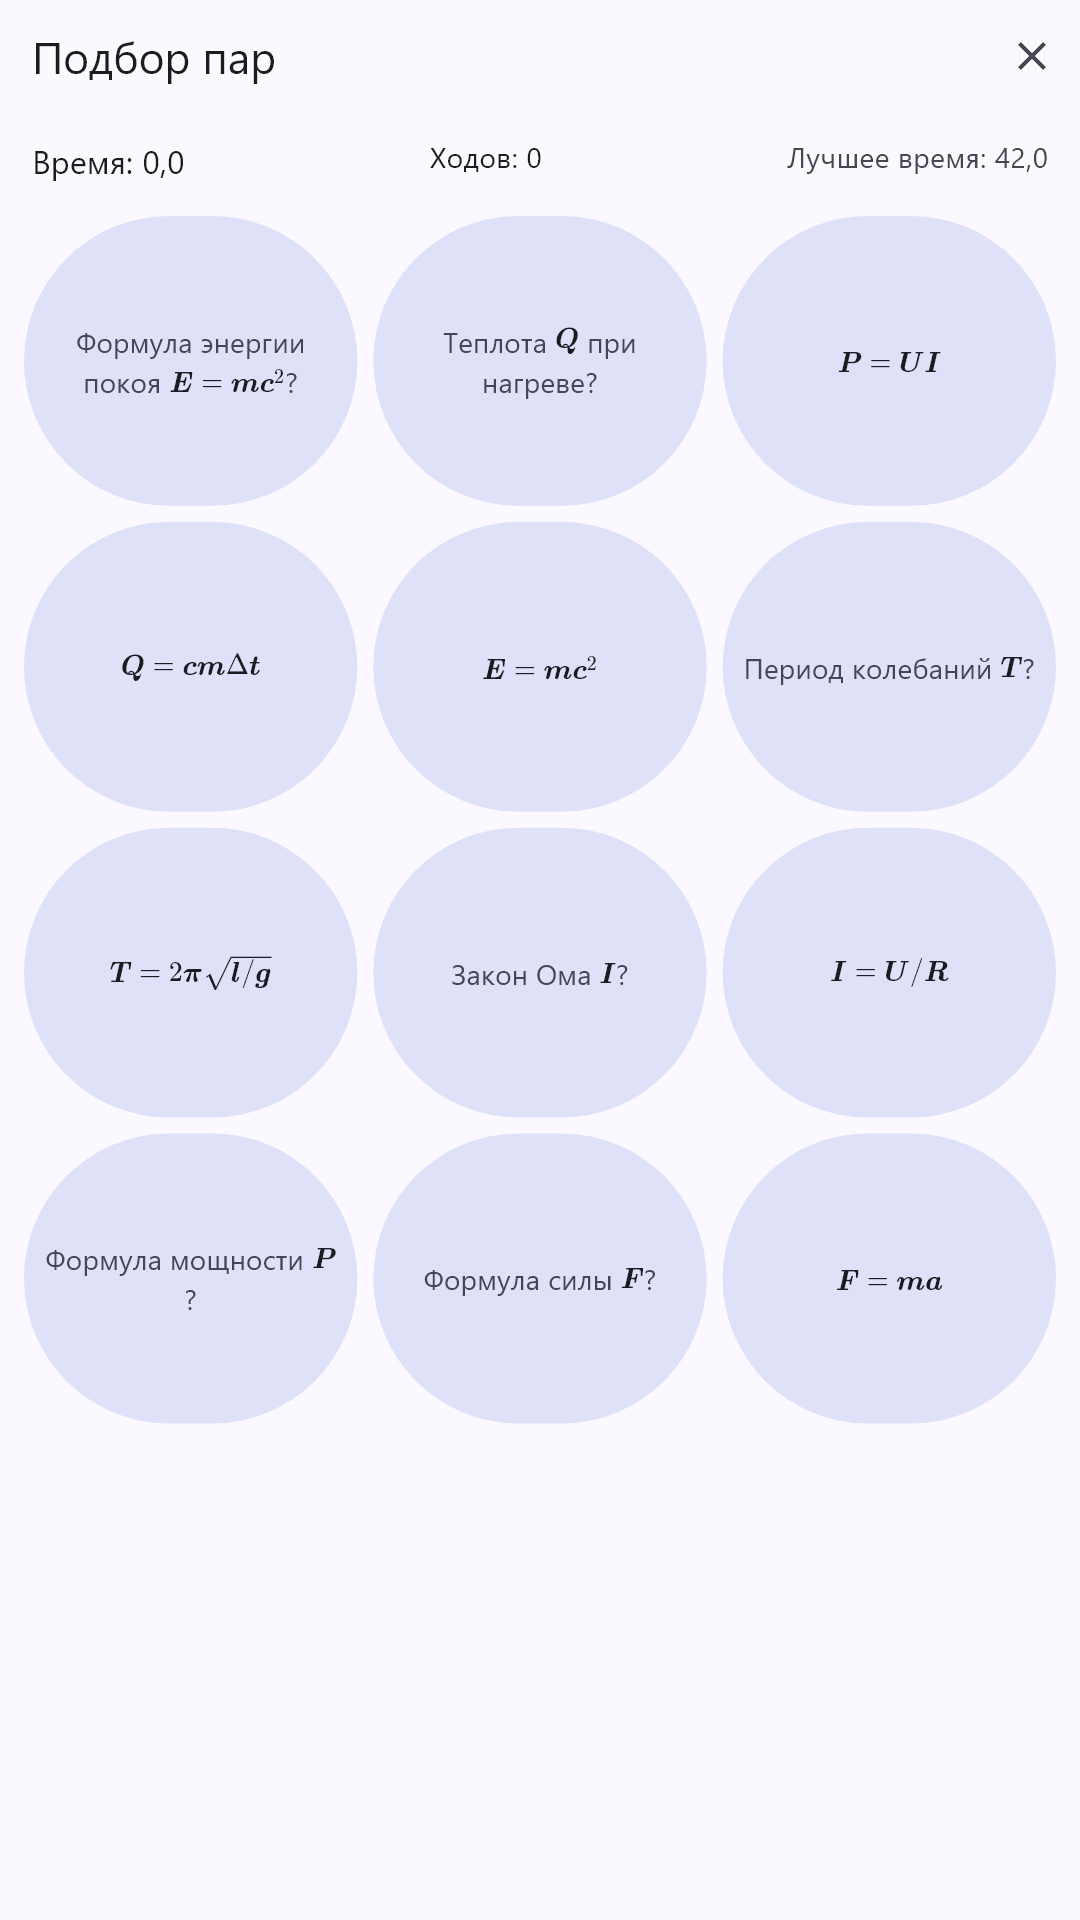 Подбор пар
Время: 0,0
Ходов: 0
Лучшее время: 42,0
Формула энергии
покоя E = mc²?
Теплота Q при
нагреве?
P = UI
Q = cmΔt
E = mc²
Период колебаний T?
T = 2π√l/g
Закон Ома I?
I = U/R
Формула мощности P
?
Формула силы F?
F = ma